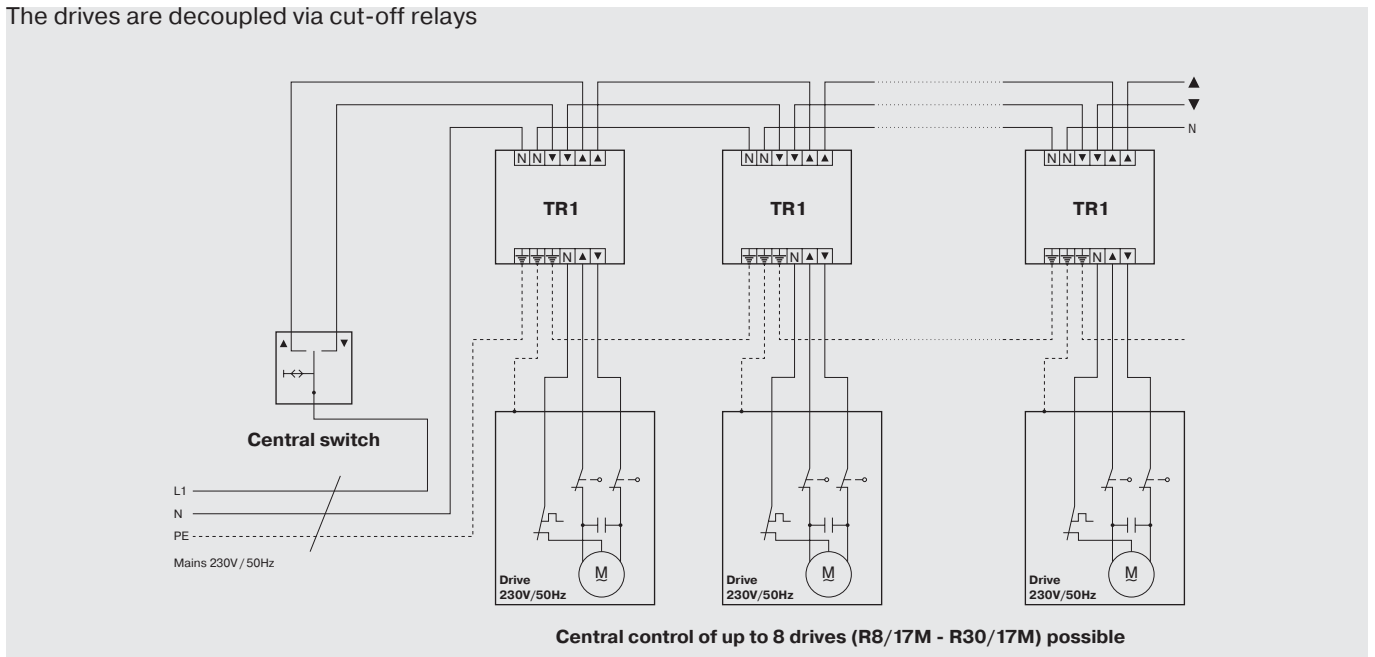 The drives are decoupled via cut-off relays
▲
▼
N
N N ▼ ▼ ▲ ▲
N N ▼ ▼ ▲ ▲
N N ▼ ▼ ▲ ▲
TR1
TR1
TR1
N ▲ ▼
N ▲ ▼
N ▲ ▼
▲ ▼
Central switch
L1
N
PE
Mains 230V/50Hz
M
Drive
230V/50Hz
M
Drive
230V/50Hz
M
Drive
230V/50Hz
Central control of up to 8 drives (R8/17M - R30/17M) possible